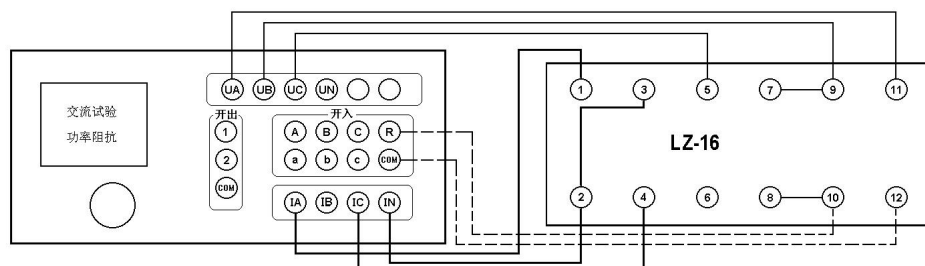 UA UB UC UN
交流试验
功率阻抗
开出
1
2
COM
开入
A B C R
a b c COM
IA IB IC IN
1 3 5 7 9 11
LZ-16
2 4 6 8 10 12